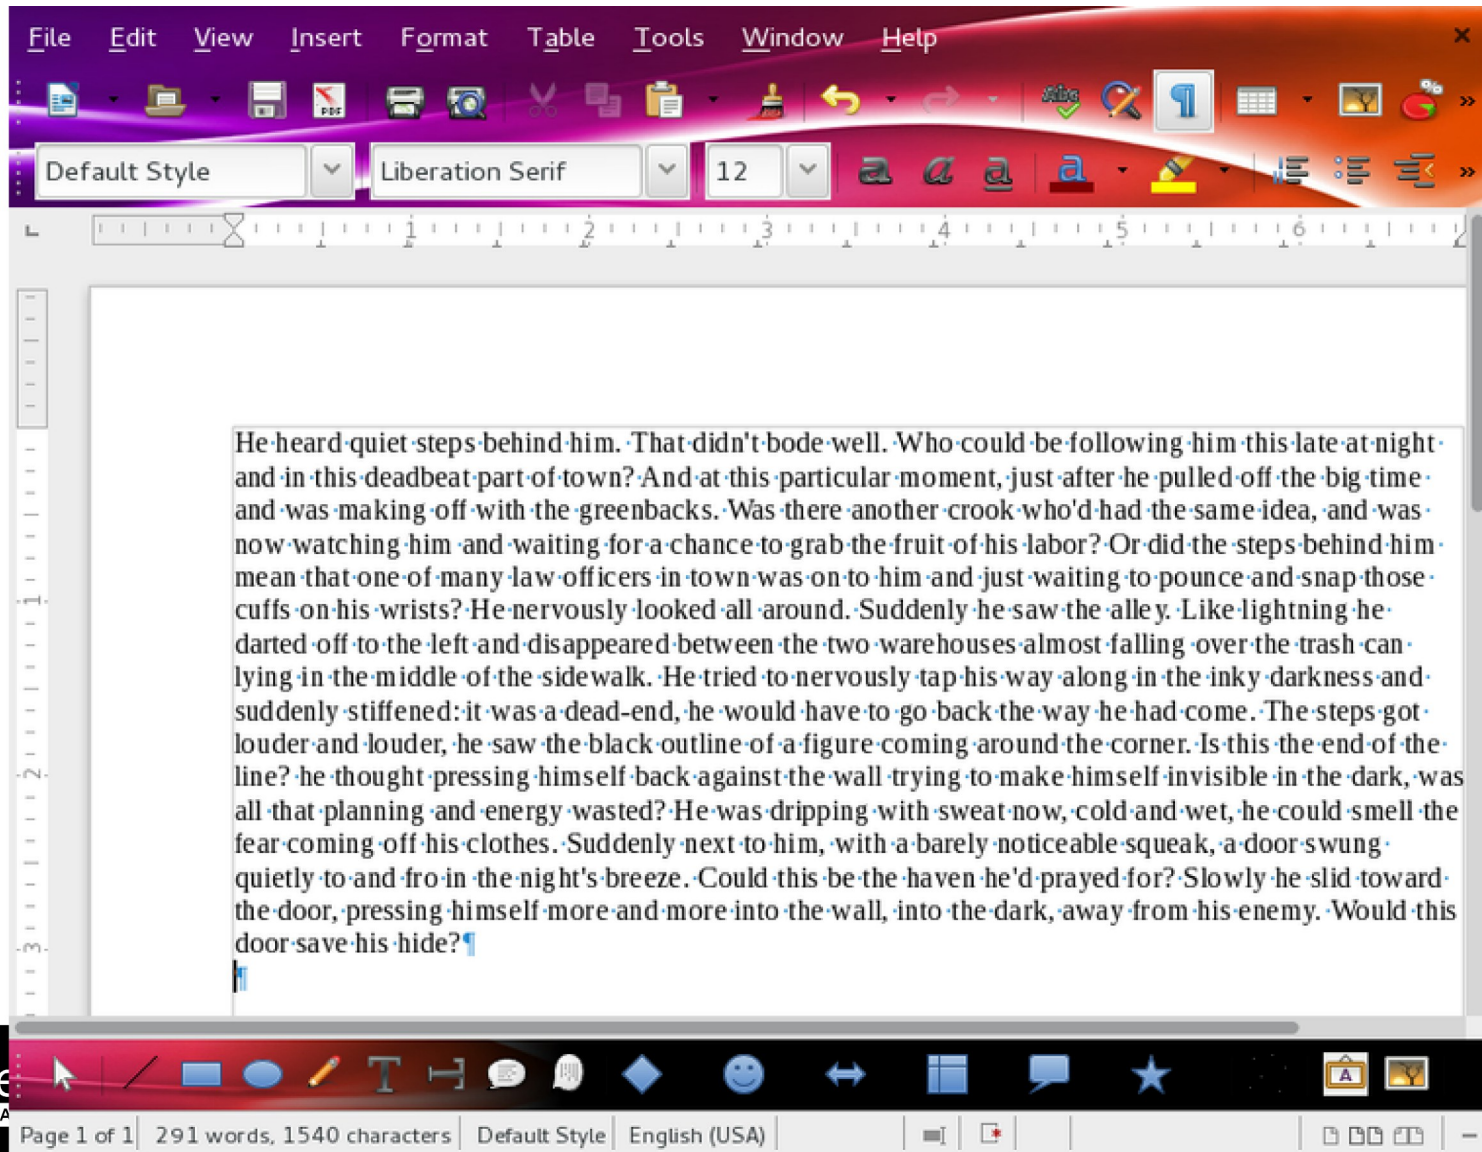 File Edit View Insert Format Table Tools Window Help
Default Style Liberation Serif 12
1 2 3 4 5 6
He heard quiet steps behind him.  That didn't bode well.  Who could be following him this late at night
and in this deadbeat part of town? And at this particular moment, just after he pulled off the big time
and was making off with the greenbacks. Was there another crook who'd had the same idea, and was
now watching him and waiting for a chance to grab the fruit of his labor? Or did the steps behind him
mean that one of many law officers in town was on to him and just waiting to pounce and snap those
cuffs on his wrists? He nervously looked all around. Suddenly he saw the alley. Like lightning he
darted off to the left and disappeared between the two warehouses almost falling over the trash can
lying in the middle of the sidewalk.  He tried to nervously tap his way along in the inky darkness and
suddenly stiffened: it was a dead-end, he would have to go back the way he had come. The steps got
louder and louder, he saw the black outline of a figure coming around the corner. Is this the end of the
line? he thought pressing himself back against the wall trying to make himself invisible in the dark, was
all that planning and energy wasted? He was dripping with sweat now, cold and wet, he could smell the
fear coming off his clothes.  Suddenly next to him, with a barely noticeable squeak, a door swung
quietly to and fro in the night's breeze. Could this be the haven he'd prayed for? Slowly he slid toward
the door, pressing himself more and more into the wall, into the dark, away from his enemy.  Would this
door save his hide?¶
¶
1
2
3
Page 1 of 1 291 words, 1540 characters Default Style English (USA)